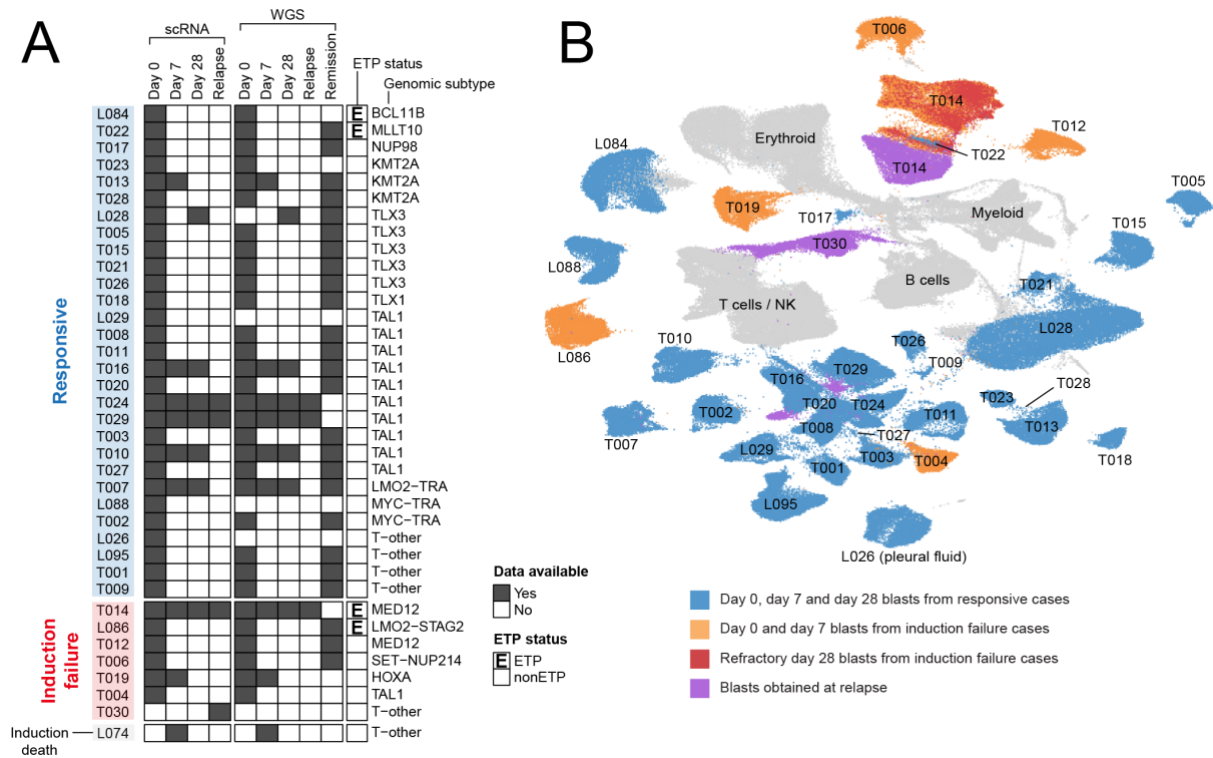 A
scRNA
WGS
Day 0
Day 7
Day 28
Relapse
Day 0
Day 7
Day 28
Relapse
Remission
ETP status
Genomic subtype
Responsive
L084 E BCL11B
T022 E MLLT10
T017 NUP98
T023 KMT2A
T013 KMT2A
T028 KMT2A
L028 TLX3
T005 TLX3
T015 TLX3
T021 TLX3
T026 TLX3
T018 TLX1
L029 TAL1
T008 TAL1
T011 TAL1
T016 TAL1
T020 TAL1
T024 TAL1
T029 TAL1
T003 TAL1
T010 TAL1
T027 TAL1
T007 LMO2−TRA
L088 MYC−TRA
T002 MYC−TRA
L026 T−other
L095 T−other
T001 T−other
T009 T−other
Induction
failure
T014 E MED12
L086 E LMO2−STAG2
T012 MED12
T006 SET−NUP214
T019 HOXA
T004 TAL1
T030 T−other
Induction
death
L074 T−other
Data available
Yes
No
ETP status
E ETP
nonETP
B
T006
T014
T012
T022
T014
Erythroid
L084
T005
T019
T017
Myeloid
T015
T030
L088
B cells
T021
T cells / NK
L028
L086
T010
T026
T009
T029
T016
T028
T023
T020
T024
T002
T011
T013
T007
T008
T027
T018
L029
T003
T004
T001
L095
L026 (pleural fluid)
Day 0, day 7 and day 28 blasts from responsive cases
Day 0 and day 7 blasts from induction failure cases
Refractory day 28 blasts from induction failure cases
Blasts obtained at relapse